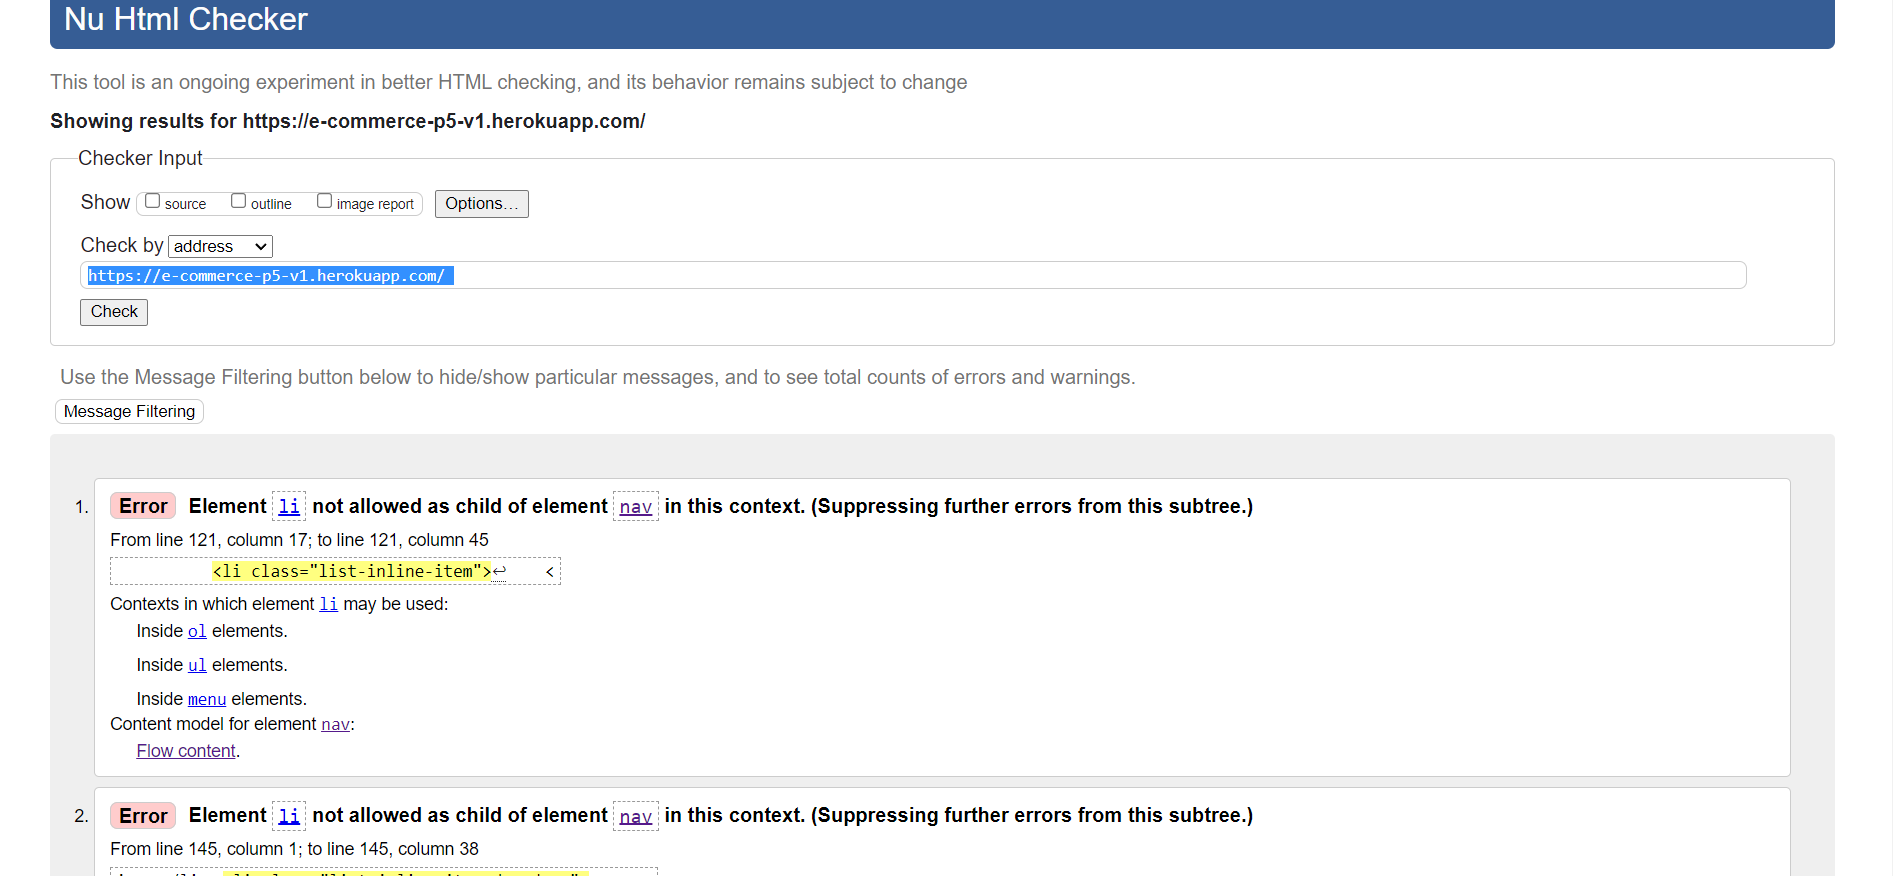 Nu Html Checker
This tool is an ongoing experiment in better HTML checking, and its behavior remains subject to change
Showing results for https://e-commerce-p5-v1.herokuapp.com/
Checker Input
Show source outline image report Options...
Check by address
https://e-commerce-p5-v1.herokuapp.com/
Check
Use the Message Filtering button below to hide/show particular messages, and to see total counts of errors and warnings.
Message Filtering
1. Error Element li not allowed as child of element nav in this context. (Suppressing further errors from this subtree.)
From line 121, column 17; to line 121, column 45
<li class="list-inline-item">↩ <
Contexts in which element li may be used:
Inside ol elements.
Inside ul elements.
Inside menu elements.
Content model for element nav:
Flow content.
2. Error Element li not allowed as child of element nav in this context. (Suppressing further errors from this subtree.)
From line 145, column 1; to line 145, column 38